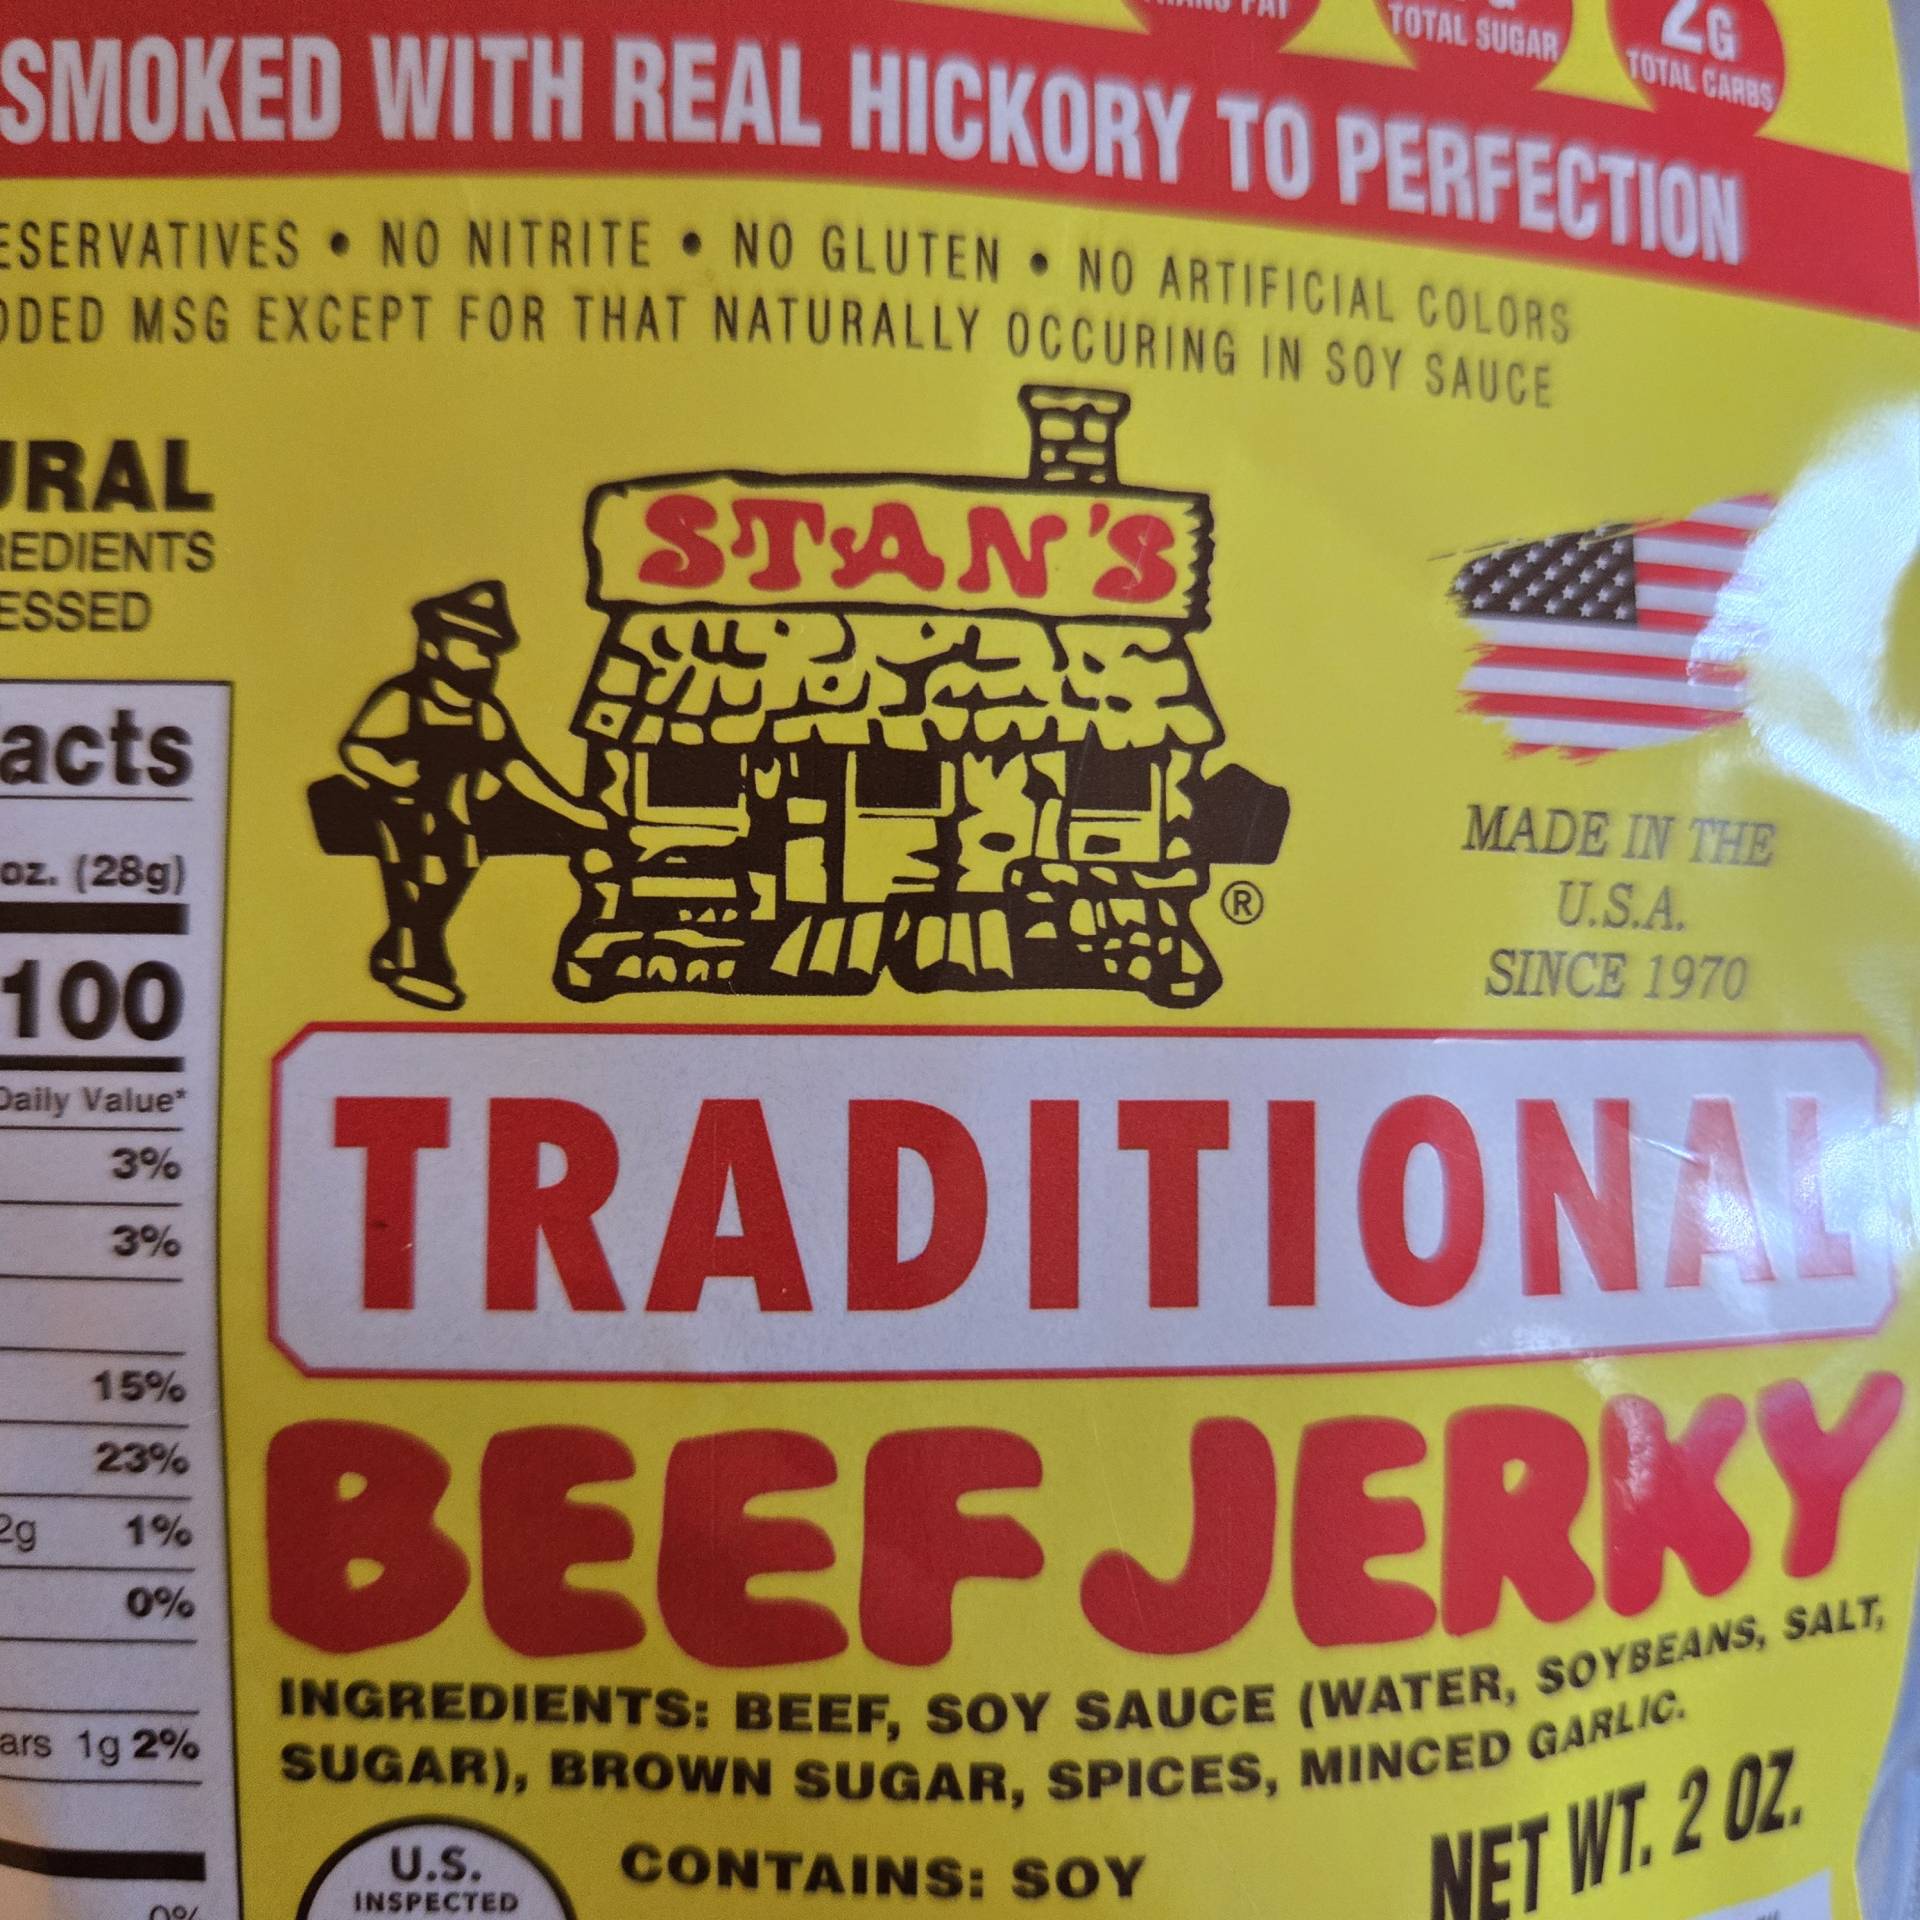 TOTAL SUGAR
2G
TOTAL CARBS
SMOKED WITH REAL HICKORY TO PERFECTION
ESERVATIVES • NO NITRITE • NO GLUTEN • NO ARTIFICIAL COLORS
DDED MSG EXCEPT FOR THAT NATURALLY OCCURING IN SOY SAUCE
URAL
REDIENTS
ESSED
STAN'S
®
MADE IN THE
U.S.A.
SINCE 1970
acts
oz. (28g)
100
Daily Value*
3%
3%
15%
23%
2g 1%
0%
ars 1g 2%
0%
TRADITIONAL
BEEF JERKY
INGREDIENTS: BEEF, SOY SAUCE (WATER, SOYBEANS, SALT,
SUGAR), BROWN SUGAR, SPICES, MINCED GARLIC.
CONTAINS: SOY
NET WT. 2 OZ.
U.S.
INSPECTED